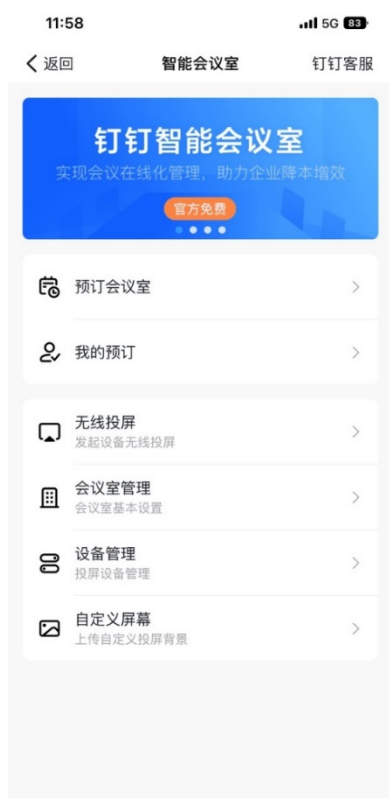 11:58
5G 83
返回
智能会议室
钉钉客服
钉钉智能会议室
实现会议在线化管理，助力企业降本增效
官方免费
预订会议室
我的预订
无线投屏
发起设备无线投屏
会议室管理
会议室基本设置
设备管理
投屏设备管理
自定义屏幕
上传自定义投屏背景